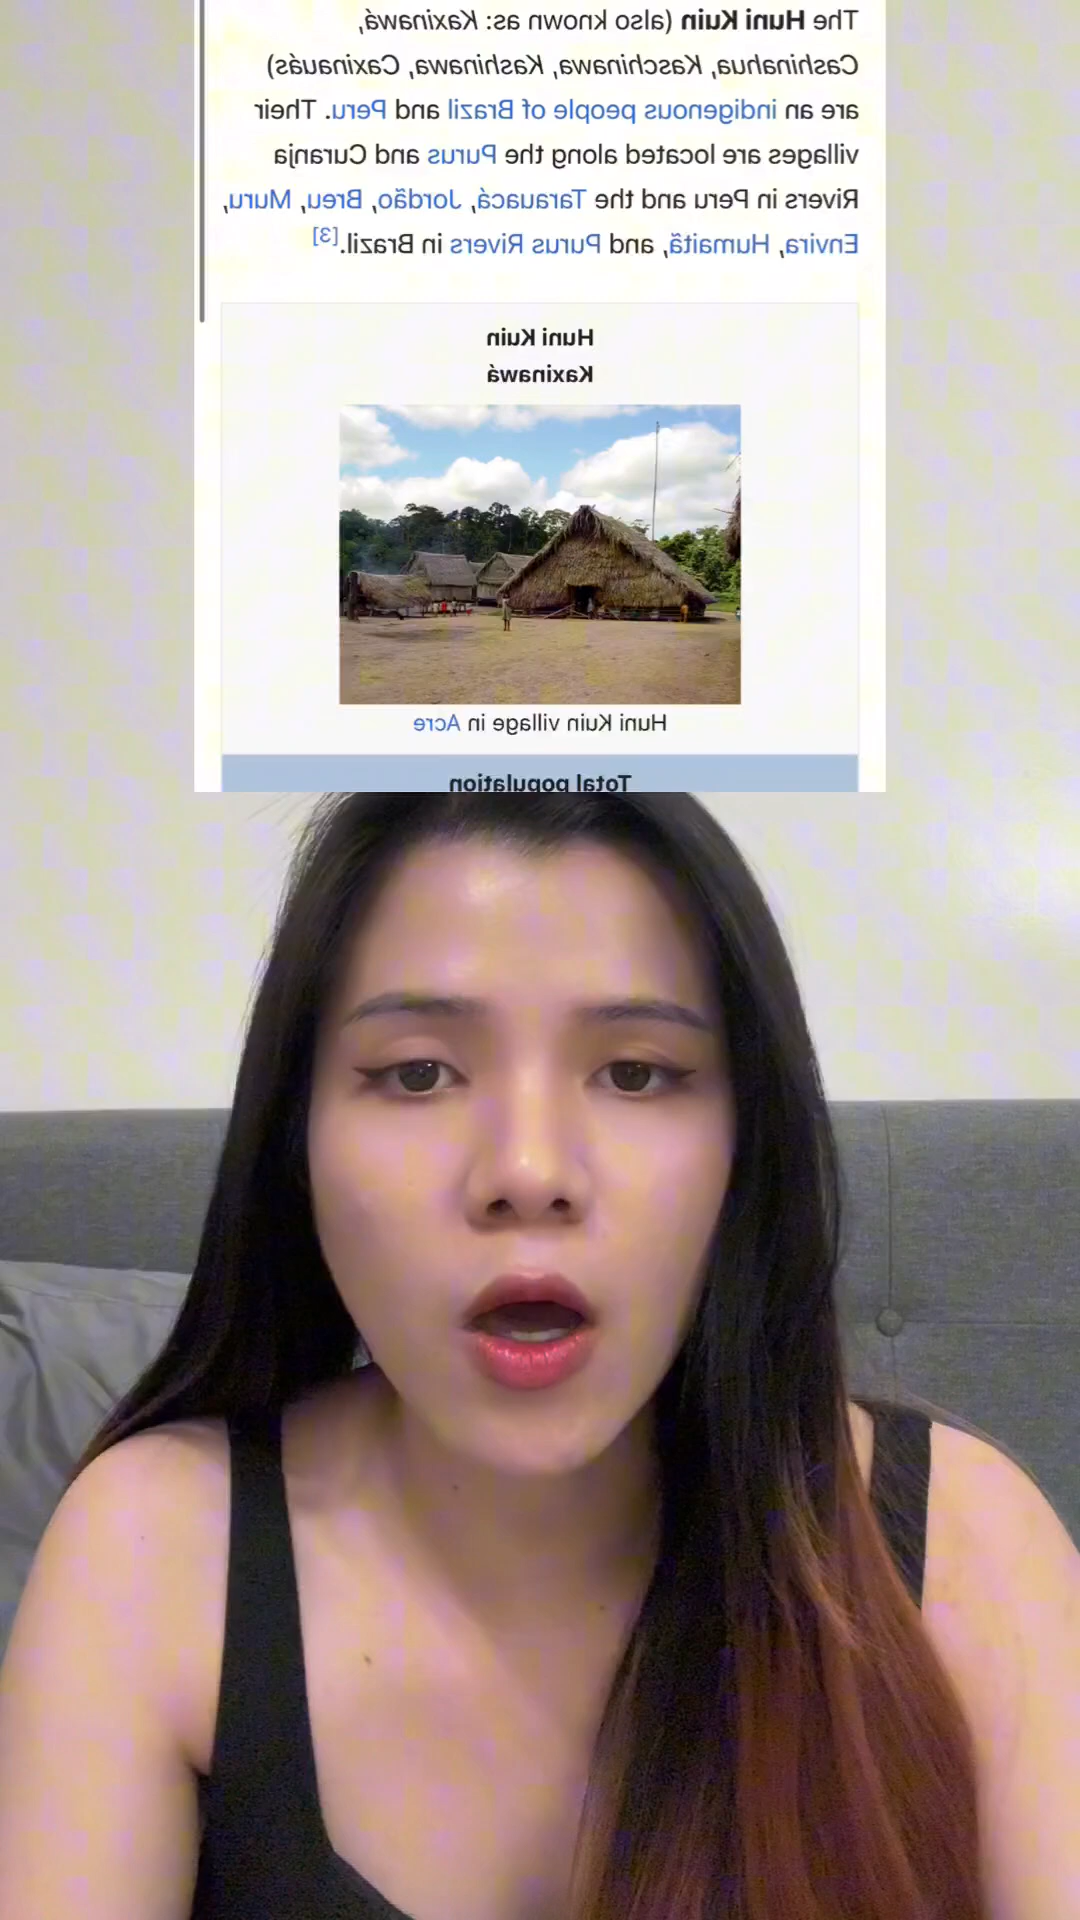 The Huni Kuin (also known as: Kaxinawá,
Cashinahua, Kaschinawa, Kashinawa, Caxinauás)
are an indigenous people of Brazil and Peru. Their
villages are located along the Purus and Curanja
Rivers in Peru and the Tarauacá, Jordão, Breu, Muru,
Envira, Humaitã, and Purus Rivers in Brazil.[3]
Huni Kuin
Kaxinawá
Huni Kuin village in Acre
Total population